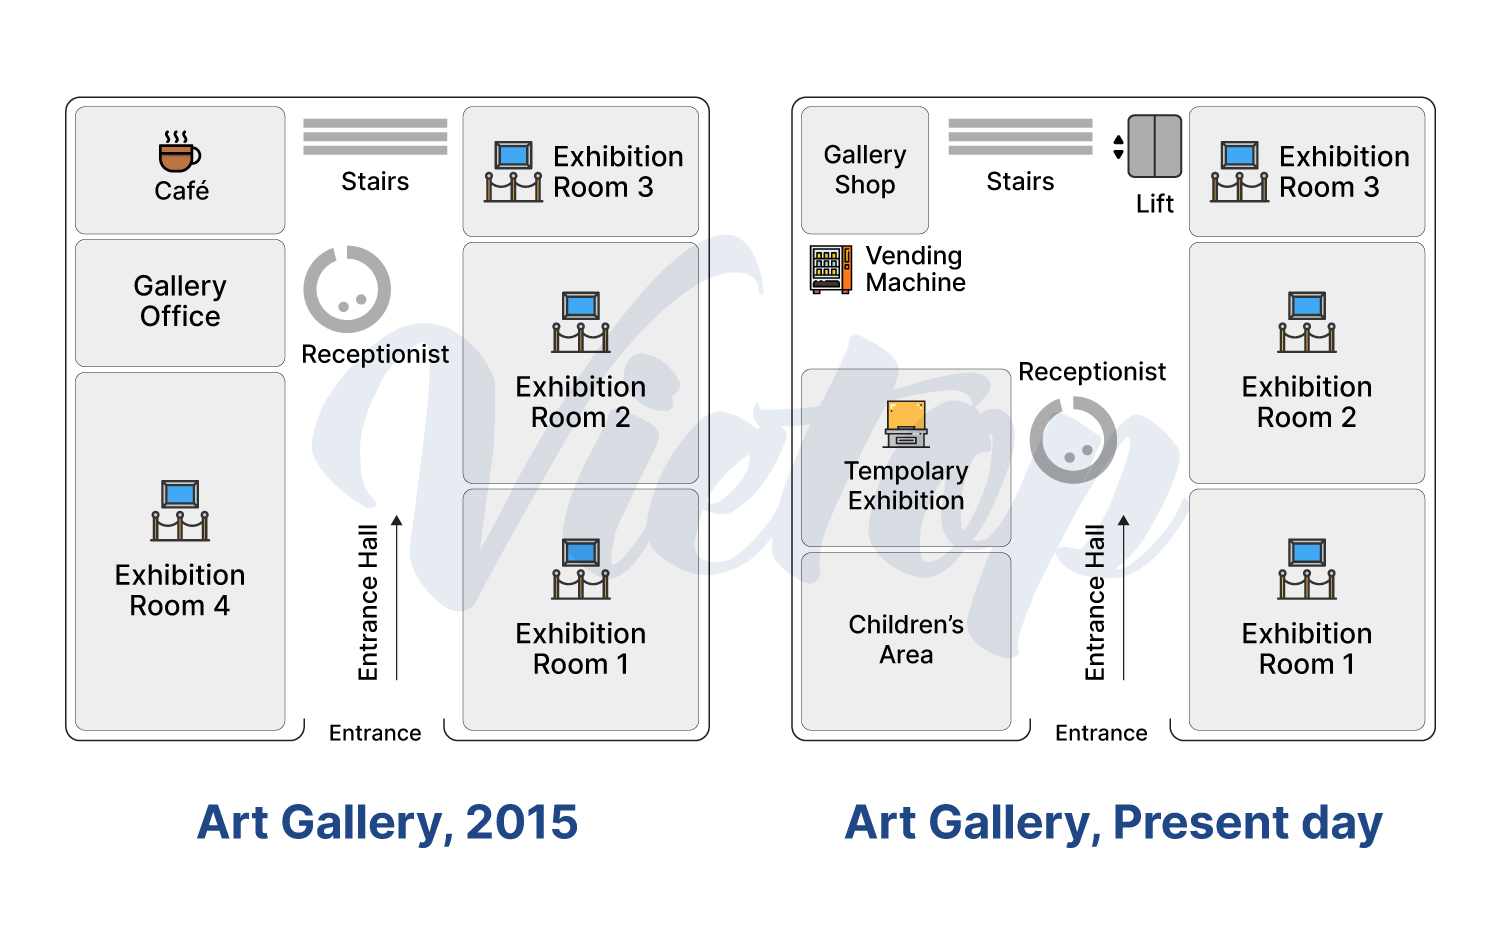 Café
Stairs
Exhibition
Room 3
Gallery
Office
Receptionist
Exhibition
Room 2
Exhibition
Room 4
Entrance Hall
Exhibition
Room 1
Entrance
Art Gallery, 2015
Gallery
Shop
Stairs
Lift
Exhibition
Room 3
Vending
Machine
Receptionist
Exhibition
Room 2
Tempolary
Exhibition
Children's
Area
Entrance Hall
Exhibition
Room 1
Entrance
Art Gallery, Present day
Vietop